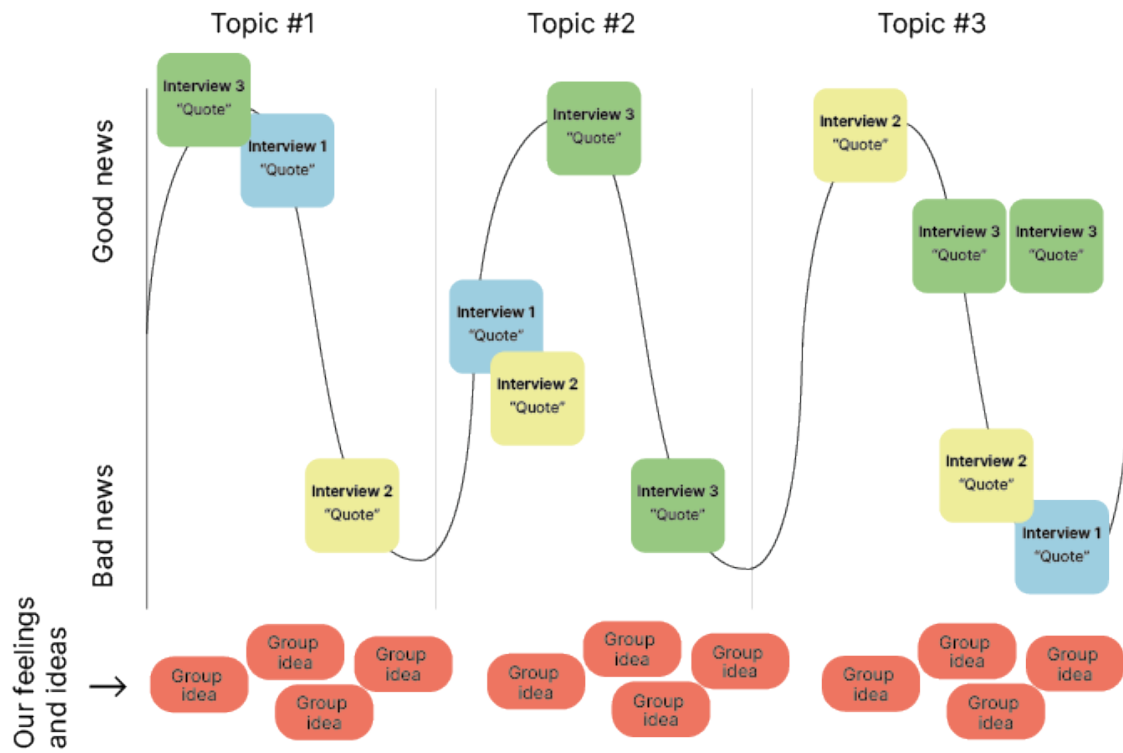 Topic #1
Topic #2
Topic #3
Good news
Bad news
Interview 3
“Quote”
Interview 1
“Quote”
Interview 2
“Quote”
Interview 3
“Quote”
Interview 1
“Quote”
Interview 2
“Quote”
Interview 3
“Quote”
Interview 2
“Quote”
Interview 3
“Quote”
Interview 3
“Quote”
Interview 2
“Quote”
Interview 1
“Quote”
Our feelings
and ideas
Group
idea
Group
idea
Group
idea
Group
idea
Group
idea
Group
idea
Group
idea
Group
idea
Group
idea
Group
idea
Group
idea
Group
idea